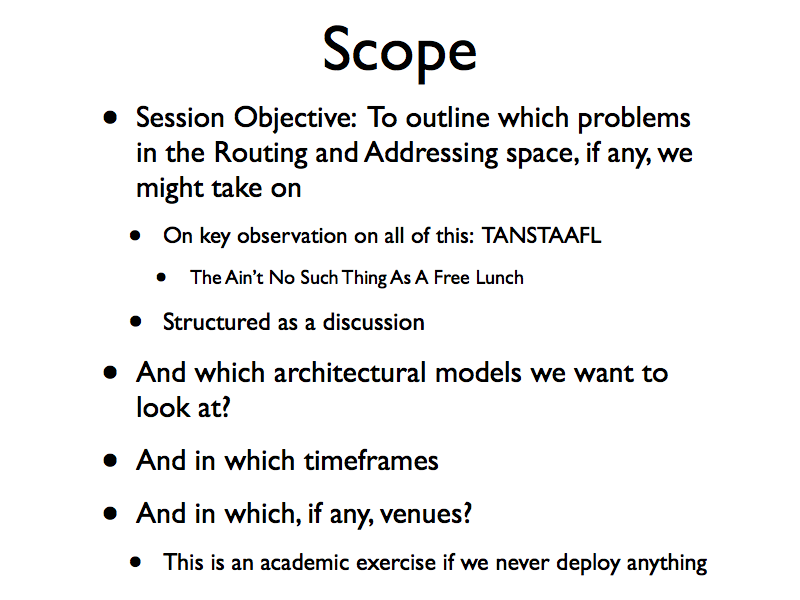 Scope
• Session Objective: To outline which problems
in the Routing and Addressing space, if any, we
might take on
• On key observation on all of this: TANSTAAFL
• The Ain't No Such Thing As A Free Lunch
• Structured as a discussion
• And which architectural models we want to
look at?
• And in which timeframes
• And in which, if any, venues?
• This is an academic exercise if we never deploy anything